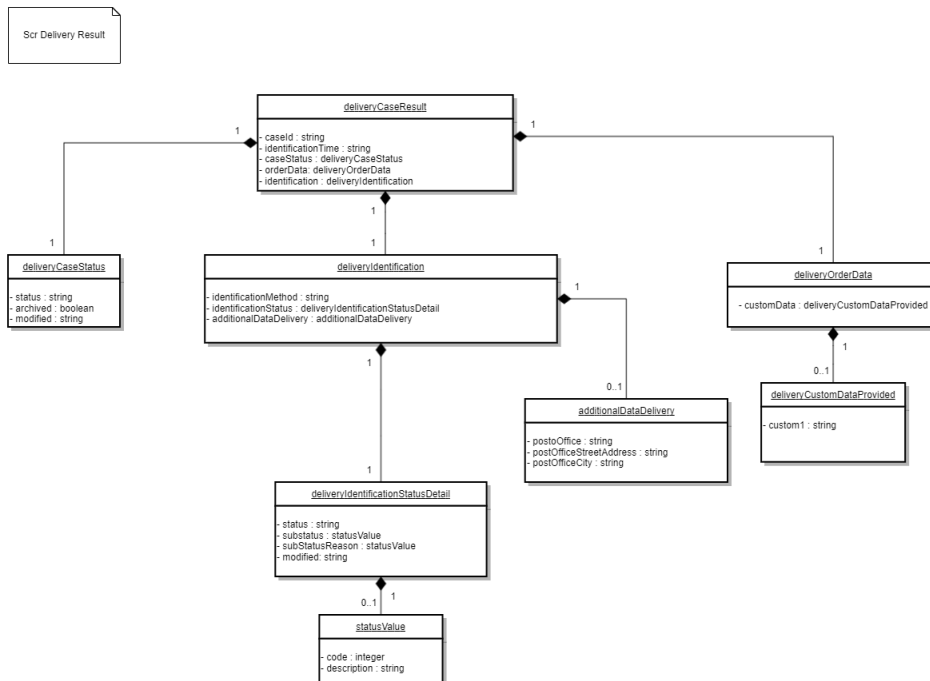 Scr Delivery Result
deliveryCaseResult
- caseId : string
- identificationTime : string
- caseStatus : deliveryCaseStatus
- orderData: deliveryOrderData
- identification : deliveryIdentification
1
1
1
1
deliveryCaseStatus
- status : string
- archived : boolean
- modified : string
1
deliveryIdentification
- identificationMethod : string
- identificationStatus : deliveryIdentificationStatusDetail
- additionalDataDelivery : additionalDataDelivery
1
deliveryOrderData
- customData : deliveryCustomDataProvided
1
1
1
0..1
0..1
deliveryCustomDataProvided
- custom1 : string
additionalDataDelivery
- postoOffice : string
- postOfficeStreetAddress : string
- postOfficeCity : string
1
deliveryIdentificationStatusDetail
- status : string
- substatus : statusValue
- subStatusReason : statusValue
- modified: string
1
0..1
statusValue
- code : integer
- description : string